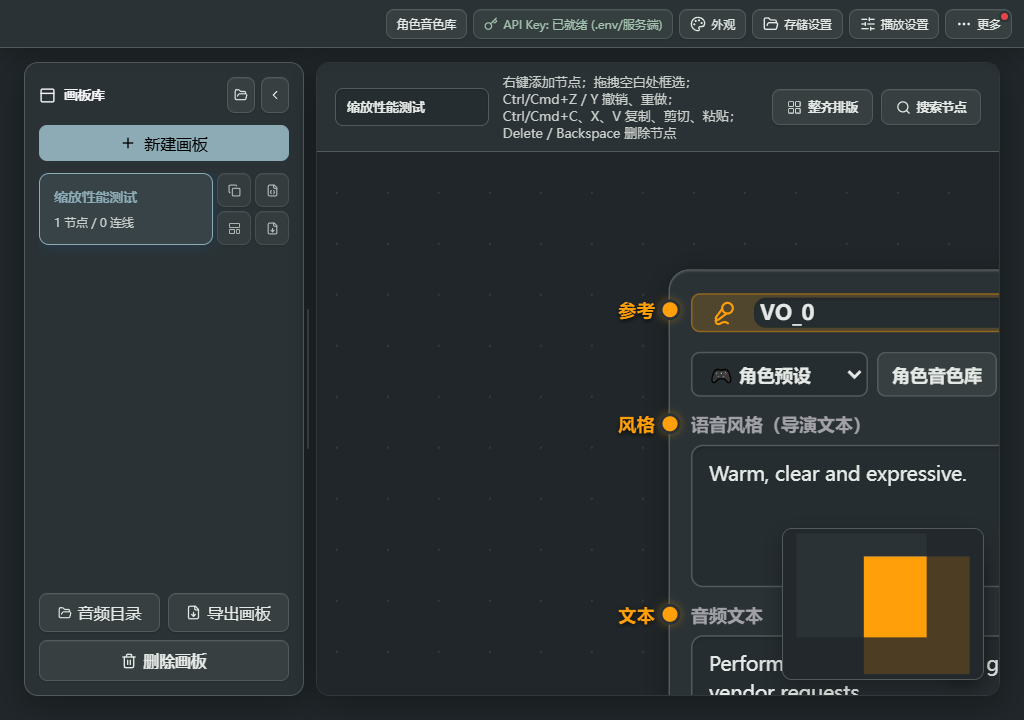 角色音色库
API Key: 已就绪 (.env/服务端)
外观
存储设置
播放设置
更多
画板库
新建画板
缩放性能测试
1 节点 / 0 连线
音频目录
导出画板
删除画板
缩放性能测试
右键添加节点；拖拽空白处框选；
Ctrl/Cmd+Z / Y 撤销、重做；
Ctrl/Cmd+C、X、V 复制、剪切、粘贴；
Delete / Backspace 删除节点
整齐排版
搜索节点
参考
VO_0
角色预设
角色音色库
风格
语音风格（导演文本）
Warm, clear and expressive.
文本
音频文本
Perform
vendor requests